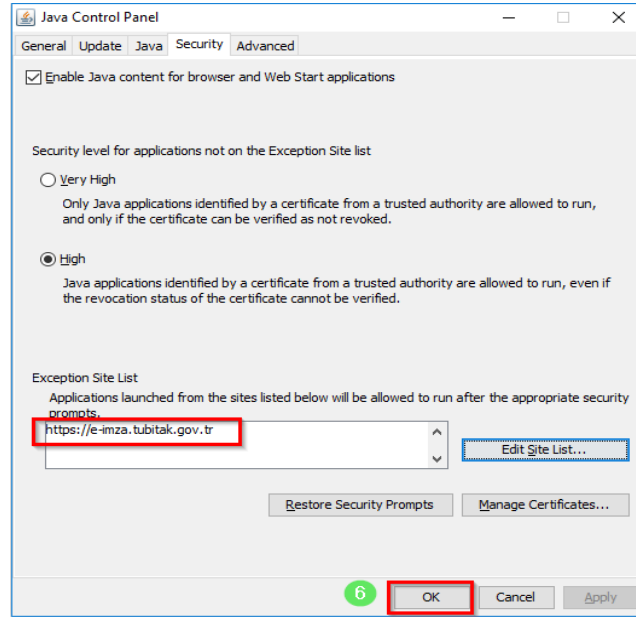 Java Control Panel
General Update Java Security Advanced
Enable Java content for browser and Web Start applications
Security level for applications not on the Exception Site list
Very High
Only Java applications identified by a certificate from a trusted authority are allowed to run,
and only if the certificate can be verified as not revoked.
High
Java applications identified by a certificate from a trusted authority are allowed to run, even if
the revocation status of the certificate cannot be verified.
Exception Site List
Applications launched from the sites listed below will be allowed to run after the appropriate security
prompts.
https://e-imza.tubitak.gov.tr
Edit Site List...
Restore Security Prompts Manage Certificates...
6 OK Cancel Apply